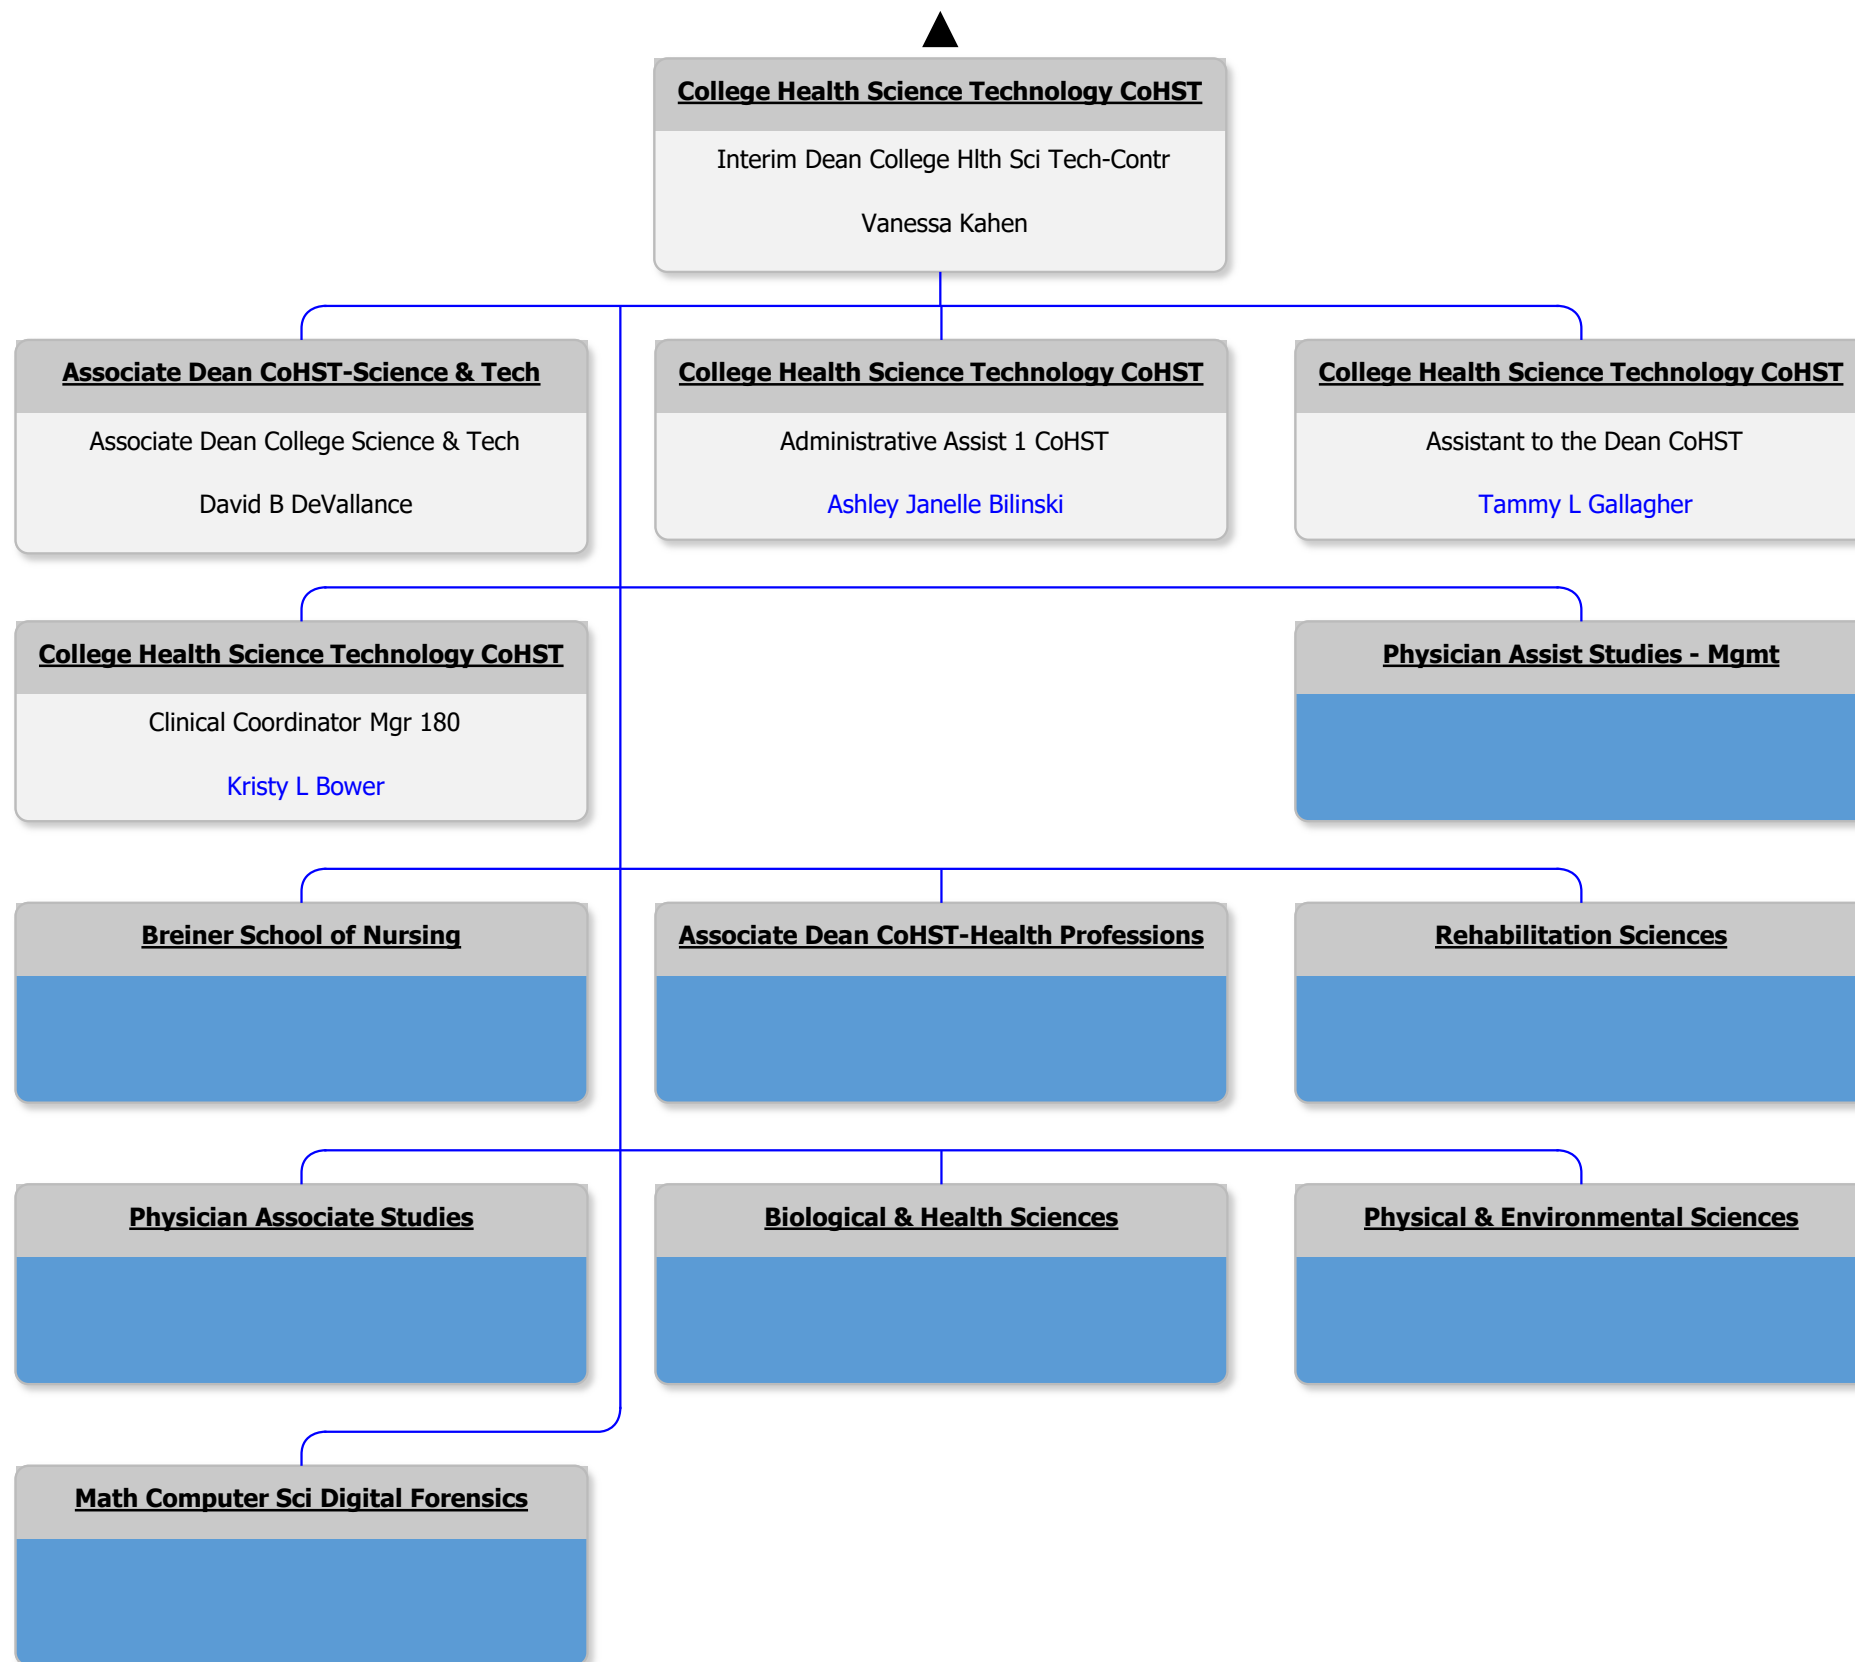 College Health Science Technology CoHST
Interim Dean College Hlth Sci Tech-Contr
Vanessa Kahen
Associate Dean CoHST-Science & Tech
Associate Dean College Science & Tech
David B DeVallance
College Health Science Technology CoHST
Administrative Assist 1 CoHST
Ashley Janelle Bilinski
College Health Science Technology CoHST
Assistant to the Dean CoHST
Tammy L Gallagher
College Health Science Technology CoHST
Clinical Coordinator Mgr 180
Kristy L Bower
Physician Assist Studies - Mgmt
Breiner School of Nursing
Associate Dean CoHST-Health Professions
Rehabilitation Sciences
Physician Associate Studies
Biological & Health Sciences
Physical & Environmental Sciences
Math Computer Sci Digital Forensics